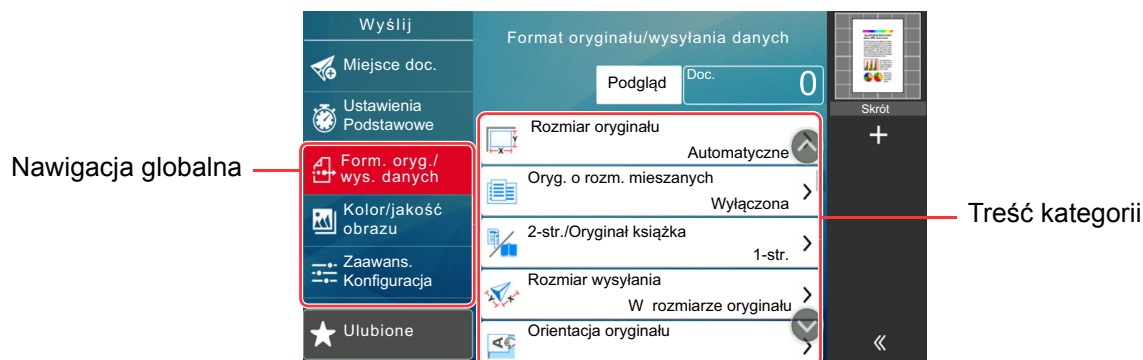 Wyślij
Miejsce doc.
Ustawienia
Podstawowe
Form. oryg./
wys. danych
Kolor/jakość
obrazu
Zaawans.
Konfiguracja
Ulubione
Format oryginału/wysyłania danych
Podgląd
Doc.
0
Rozmiar oryginału
Automatyczne
Oryg. o rozm. mieszanych
Wyłączona
2-str./Oryginał książka
1-str.
Rozmiar wysyłania
W rozmiarze oryginału
Orientacja oryginału
Skrót
Nawigacja globalna
Treść kategorii